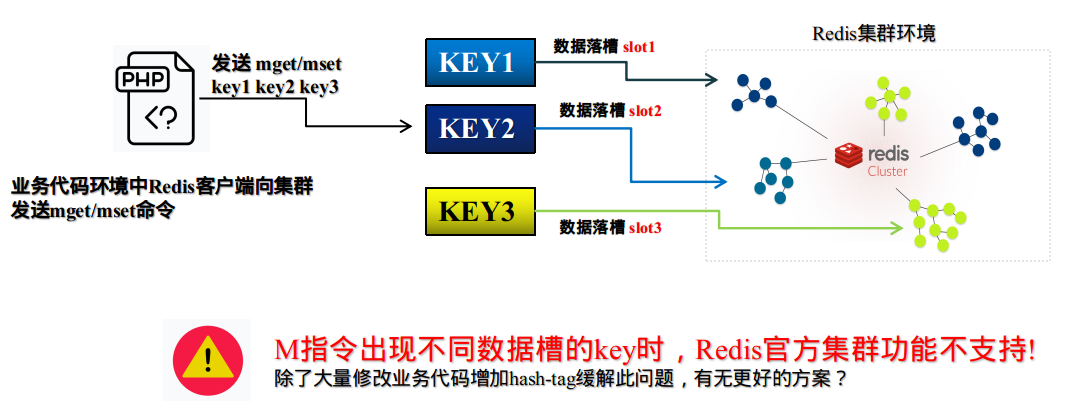 Redis集群环境
PHP
<?
发送 mget/mset
key1 key2 key3
KEY1
数据落槽 slot1
KEY2
数据落槽 slot2
KEY3
数据落槽 slot3
redis
Cluster
业务代码环境中Redis客户端向集群
发送mget/mset命令
M指令出现不同数据槽的key时，Redis官方集群功能不支持!
除了大量修改业务代码增加hash-tag缓解此问题，有无更好的方案？